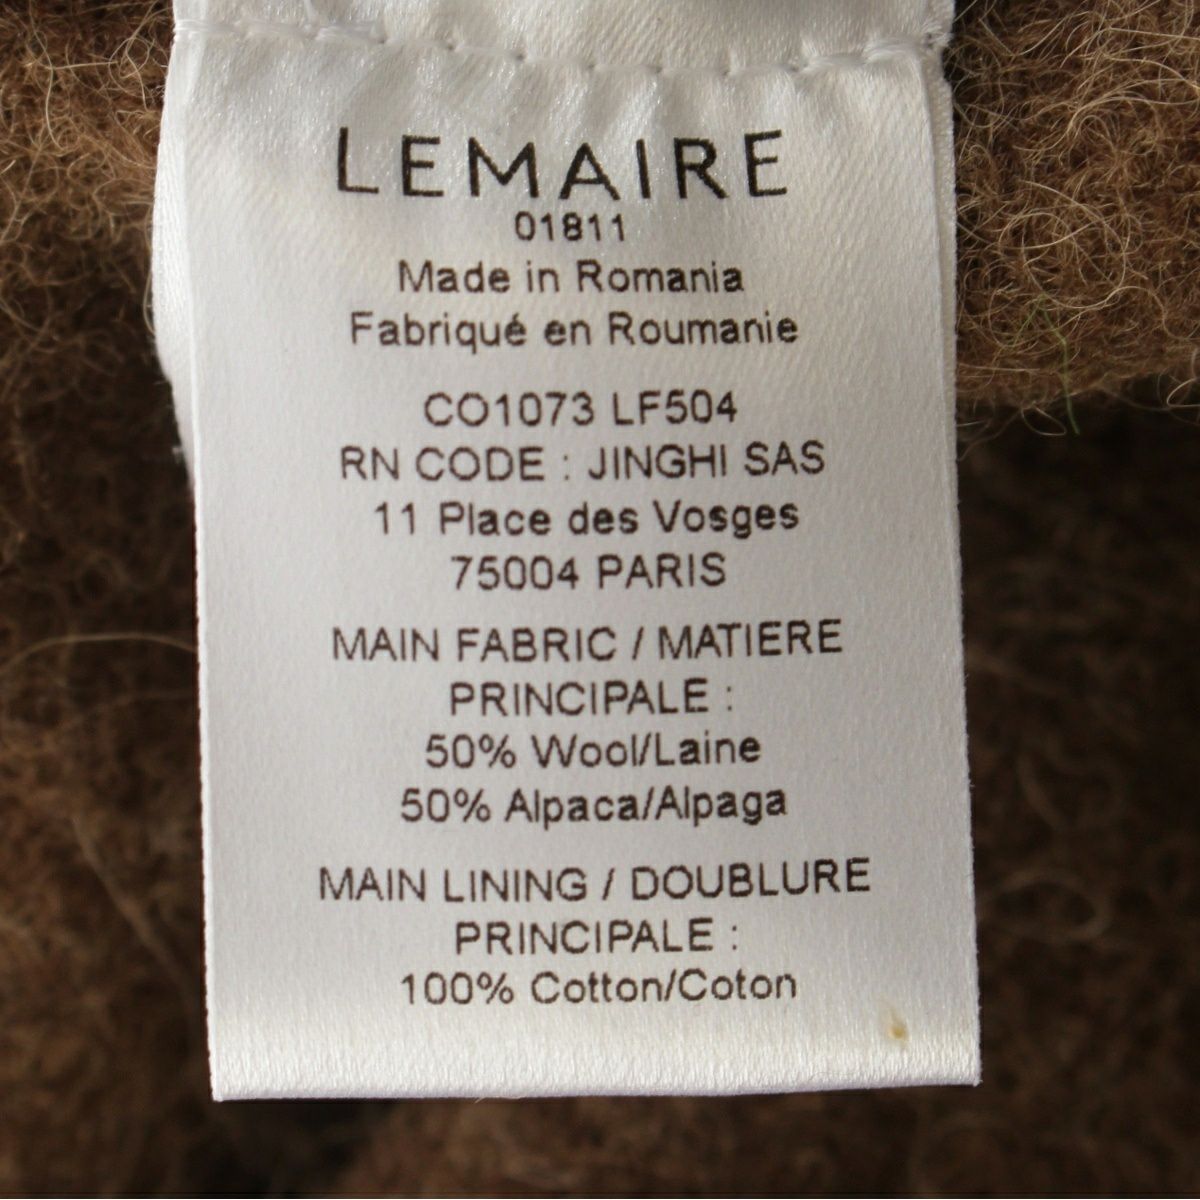 LEMAIRE
01811
Made in Romania
Fabriqué en Roumanie
CO1073 LF504
RN CODE : JINGHI SAS
11 Place des Vosges
75004 PARIS
MAIN FABRIC / MATIERE
PRINCIPALE :
50% Wool/Laine
50% Alpaca/Alpaga
MAIN LINING / DOUBLURE
PRINCIPALE :
100% Cotton/Coton